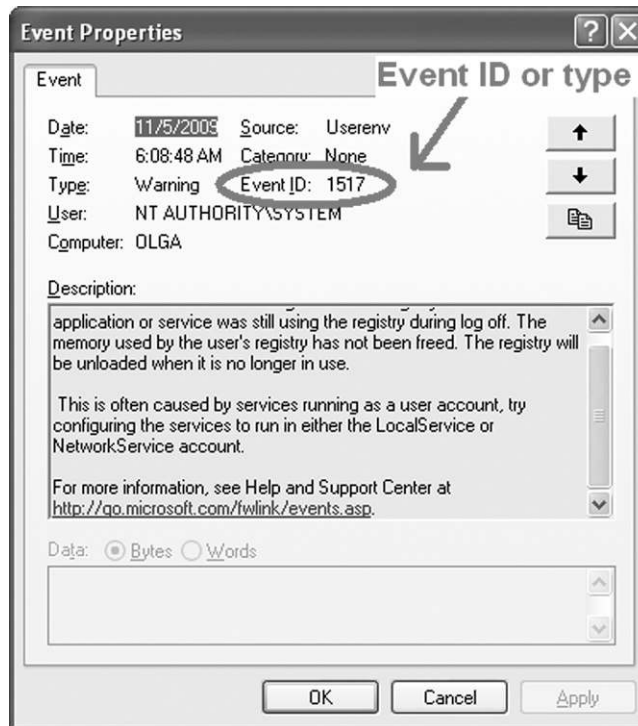 Event Properties
Event
Event ID or type
Date: 11/5/2009 Source: Userenv
Time: 6:08:48 AM Category: None
Type: Warning Event ID: 1517
User: NT AUTHORITY\SYSTEM
Computer: OLGA
Description:
application or service was still using the registry during log off. The
memory used by the user's registry has not been freed. The registry will
be unloaded when it is no longer in use.
This is often caused by services running as a user account, try
configuring the services to run in either the LocalService or
NetworkService account.
For more information, see Help and Support Center at
http://go.microsoft.com/fwlink/events.asp.
Data: Bytes Words
OK Cancel Apply